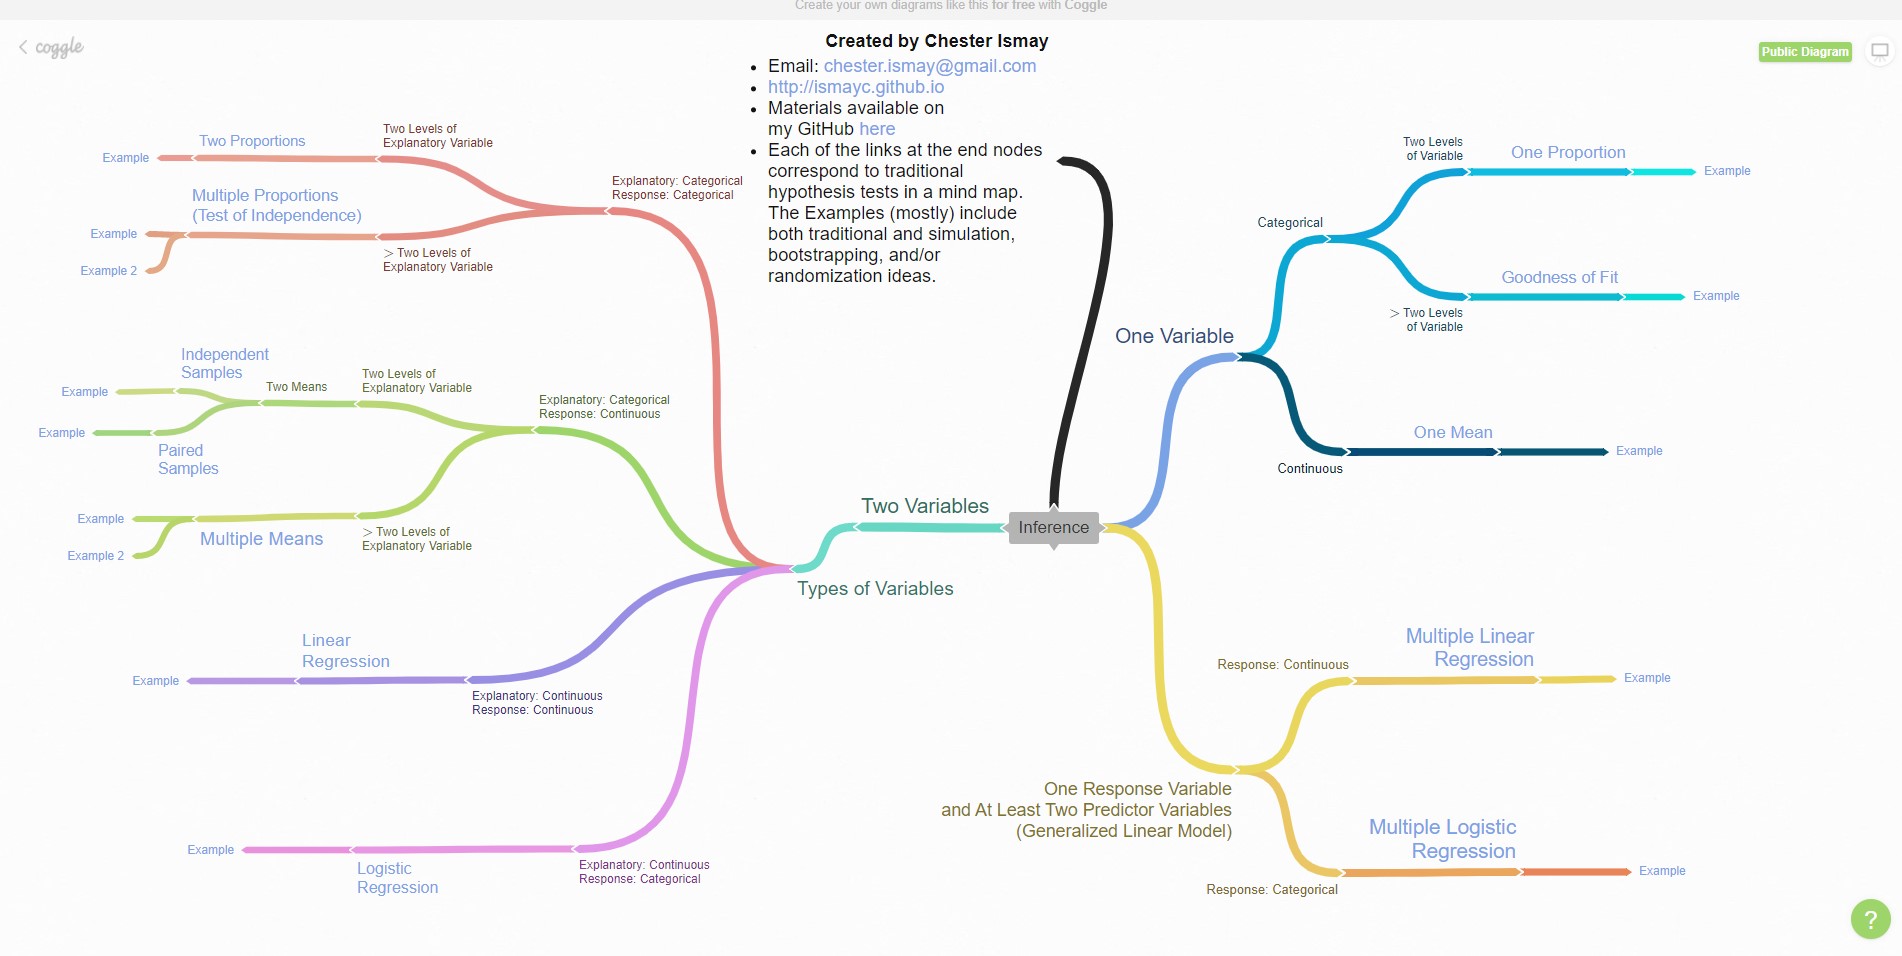 Create your own diagrams like this for free with Coggle
coggle
Public Diagram
Created by Chester Ismay
• Email: chester.ismay@gmail.com
• http://ismayc.github.io
• Materials available on
my GitHub here
• Each of the links at the end nodes
correspond to traditional
hypothesis tests in a mind map.
The Examples (mostly) include
both traditional and simulation,
bootstrapping, and/or
randomization ideas.
Inference
Two Variables
Types of Variables
Explanatory: Categorical
Response: Categorical
Two Levels of
Explanatory Variable
Two Proportions
Example
> Two Levels of
Explanatory Variable
Multiple Proportions
(Test of Independence)
Example
Example 2
Explanatory: Categorical
Response: Continuous
Two Levels of
Explanatory Variable
Two Means
Independent
Samples
Example
Paired
Samples
Example
> Two Levels of
Explanatory Variable
Multiple Means
Example
Example 2
Explanatory: Continuous
Response: Continuous
Linear
Regression
Example
Explanatory: Continuous
Response: Categorical
Logistic
Regression
Example
One Variable
Categorical
Two Levels
of Variable
One Proportion
Example
> Two Levels
of Variable
Goodness of Fit
Example
Continuous
One Mean
Example
One Response Variable
and At Least Two Predictor Variables
(Generalized Linear Model)
Response: Continuous
Multiple Linear
Regression
Example
Response: Categorical
Multiple Logistic
Regression
Example
?